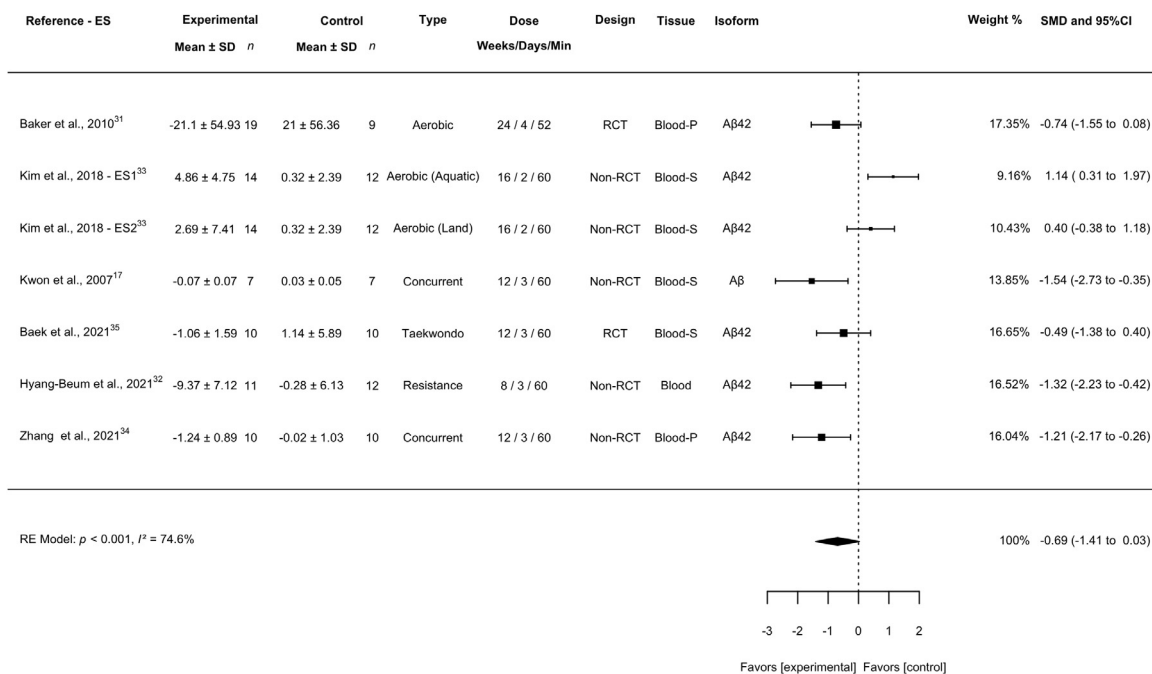 Reference - ES Experimental Control Type Dose Design Tissue Isoform Weight % SMD and 95%CI
Mean ± SD n Mean ± SD n Weeks/Days/Min
Baker et al., 2010³¹ -21.1 ± 54.93 19 21 ± 56.36 9 Aerobic 24 / 4 / 52 RCT Blood-P Aβ42 17.35% -0.74 (-1.55 to 0.08)
Kim et al., 2018 - ES1³³ 4.86 ± 4.75 14 0.32 ± 2.39 12 Aerobic (Aquatic) 16 / 2 / 60 Non-RCT Blood-S Aβ42 9.16% 1.14 ( 0.31 to 1.97)
Kim et al., 2018 - ES2³³ 2.69 ± 7.41 14 0.32 ± 2.39 12 Aerobic (Land) 16 / 2 / 60 Non-RCT Blood-S Aβ42 10.43% 0.40 (-0.38 to 1.18)
Kwon et al., 2007¹⁷ -0.07 ± 0.07 7 0.03 ± 0.05 7 Concurrent 12 / 3 / 60 Non-RCT Blood-S Aβ 13.85% -1.54 (-2.73 to -0.35)
Baek et al., 2021³⁵ -1.06 ± 1.59 10 1.14 ± 5.89 10 Taekwondo 12 / 3 / 60 RCT Blood-S Aβ42 16.65% -0.49 (-1.38 to 0.40)
Hyang-Beum et al., 2021³² -9.37 ± 7.12 11 -0.28 ± 6.13 12 Resistance 8 / 3 / 60 Non-RCT Blood Aβ42 16.52% -1.32 (-2.23 to -0.42)
Zhang et al., 2021³⁴ -1.24 ± 0.89 10 -0.02 ± 1.03 10 Concurrent 12 / 3 / 60 Non-RCT Blood-P Aβ42 16.04% -1.21 (-2.17 to -0.26)
RE Model: p < 0.001, I² = 74.6% 100% -0.69 (-1.41 to 0.03)
-3 -2 -1 0 1 2
Favors [experimental] Favors [control]